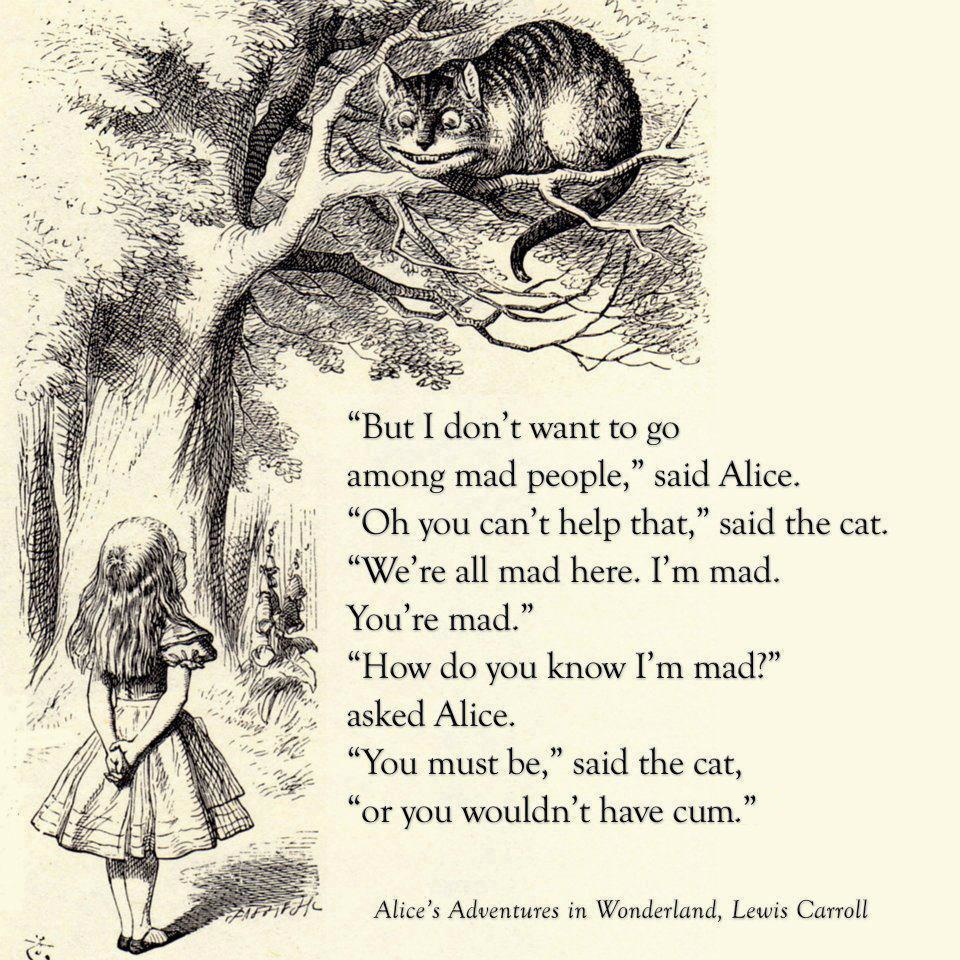 “But I don’t want to go
among mad people,” said Alice.
“Oh you can’t help that,” said the cat.
“We’re all mad here. I’m mad.
You’re mad.”
“How do you know I’m mad?”
asked Alice.
“You must be,” said the cat,
“or you wouldn’t have cum.”
Alice’s Adventures in Wonderland, Lewis Carroll